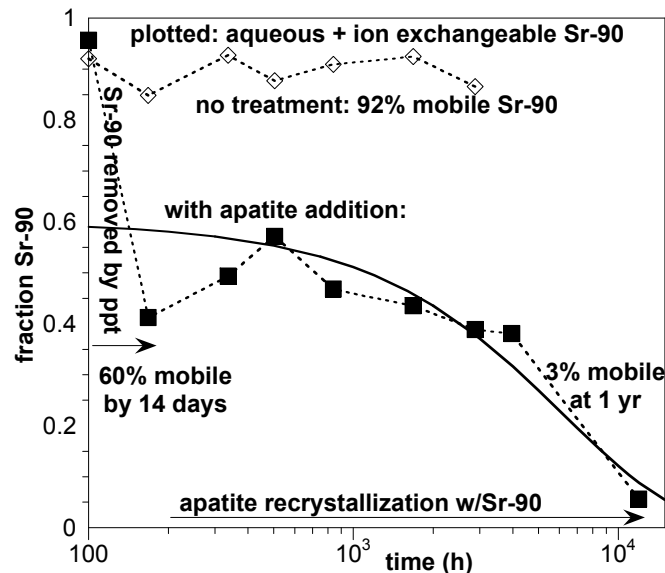 plotted: aqueous + ion exchangeable Sr-90
no treatment: 92% mobile Sr-90
Sr-90 removed by ppt
with apatite addition:
60% mobile
by 14 days
3% mobile
at 1 yr
apatite recrystallization w/Sr-90
fraction Sr-90
1
0.8
0.6
0.4
0.2
0
100
10³
10⁴
time (h)